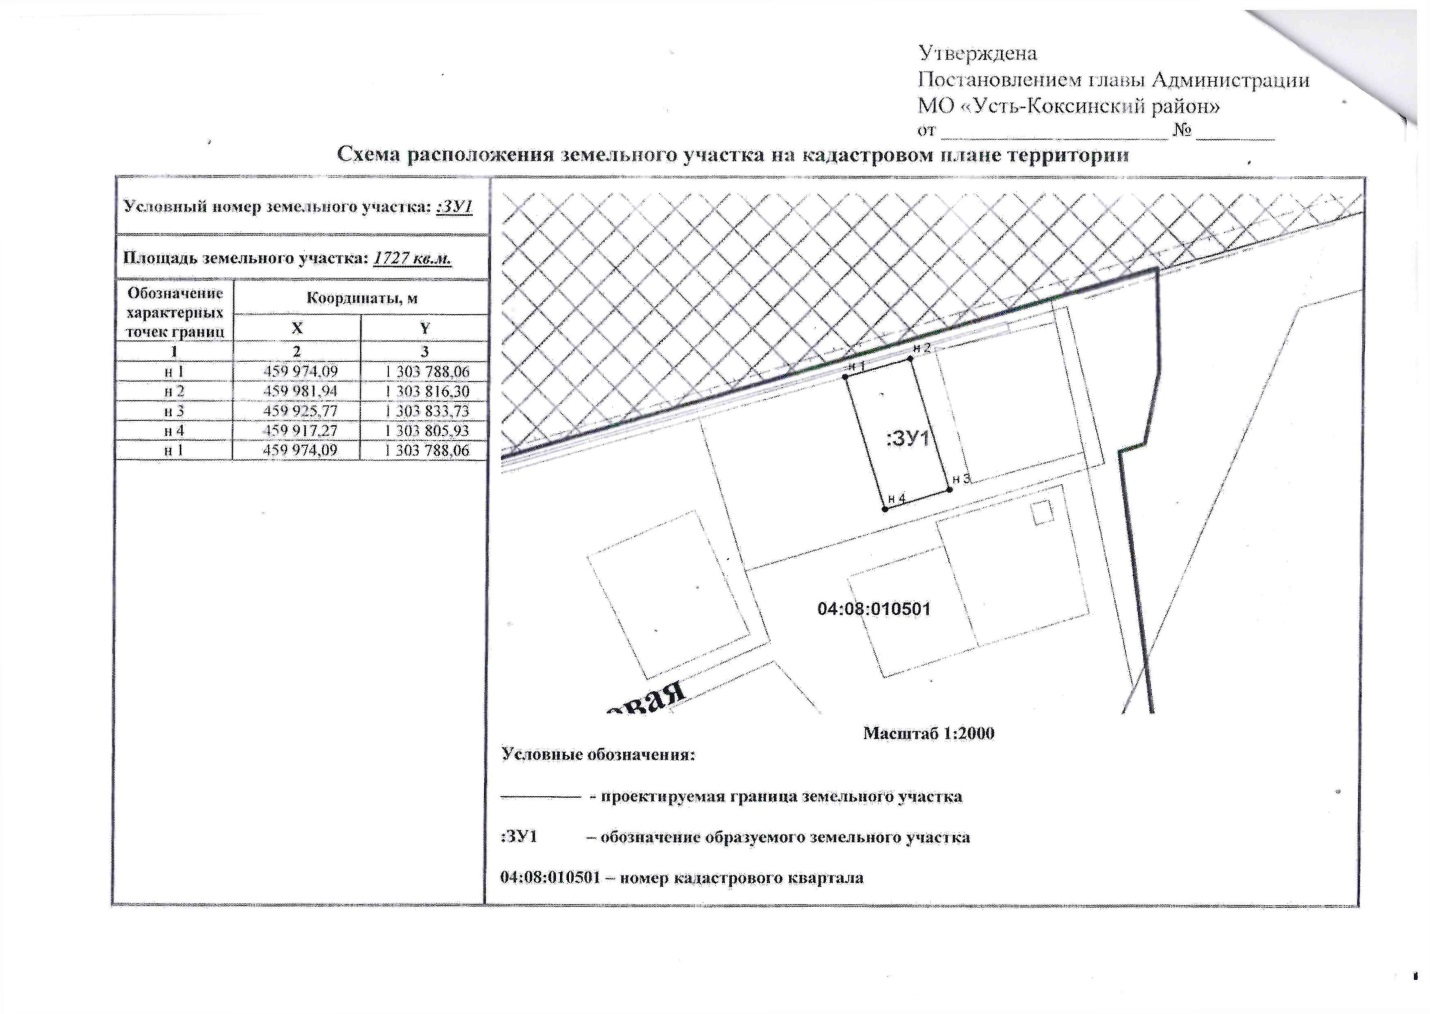 Утверждена
Постановлением главы Администрации
МО «Усть-Коксинский район»
от ______________________ № _______
Схема расположения земельного участка на кадастровом плане территории
Условный номер земельного участка: :ЗУ1
Площадь земельного участка: 1727 кв.м.
Обозначение характерных точек границ
Координаты, м
X Y
1 2 3
н 1 459 974,09 1 303 788,06
н 2 459 981,94 1 303 816,30
н 3 459 925,77 1 303 833,73
н 4 459 917,27 1 303 805,93
н 1 459 974,09 1 303 788,06
н 2
н 1
:ЗУ1
н 3
н 4
04:08:010501
овая
Масштаб 1:2000
Условные обозначения:
- проектируемая граница земельного участка
:ЗУ1 – обозначение образуемого земельного участка
04:08:010501 – номер кадастрового квартала